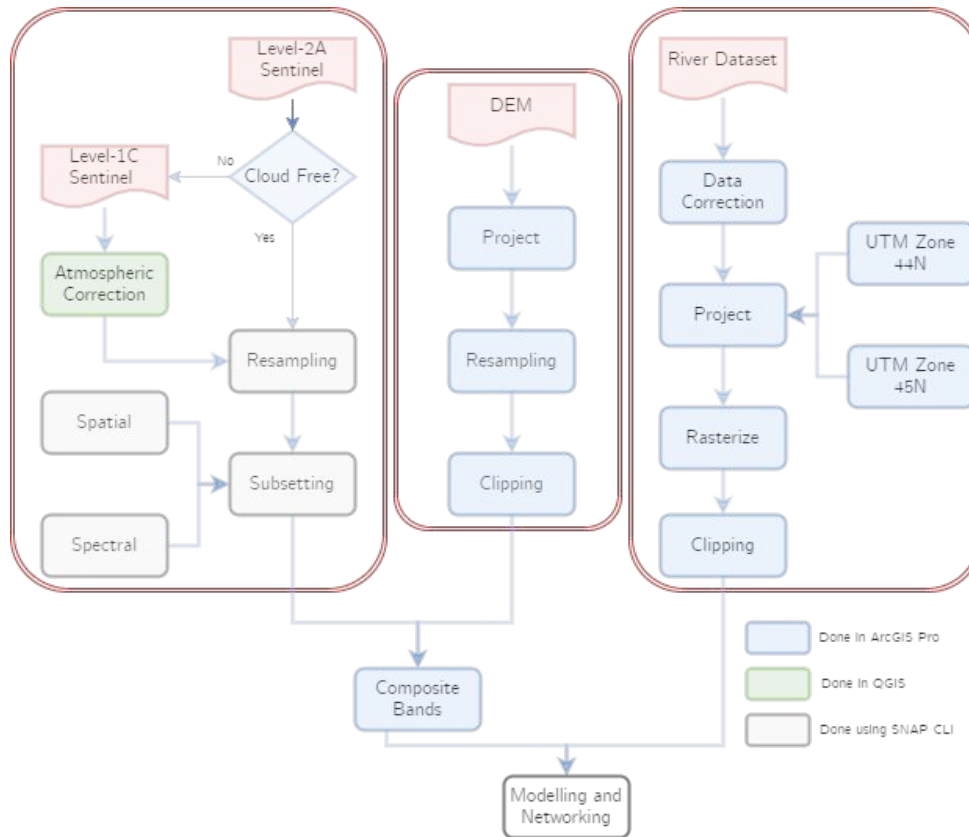 Level-2A
Sentinel
Cloud Free?
No
Yes
Level-1C
Sentinel
Atmospheric
Correction
Resampling
Spatial
Subsetting
Spectral
DEM
Project
Resampling
Clipping
River Dataset
Data
Correction
UTM Zone
44N
Project
UTM Zone
45N
Rasterize
Clipping
Composite
Bands
Modelling and
Networking
Done in ArcGIS Pro
Done in QGIS
Done using SNAP CLI